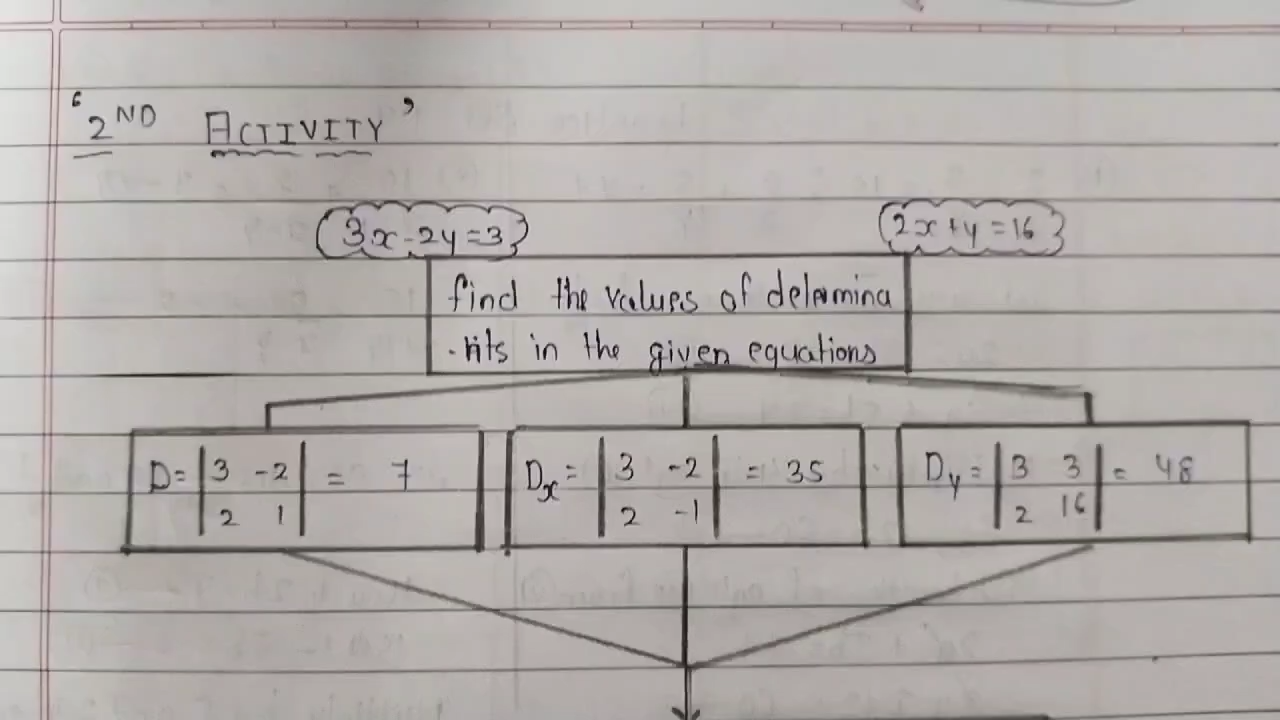 ‘2ND ACTIVITY’
3x-2y=3
2x+y=16
find the values of delermina
.nts in the given equations
D= |3 -2| = 7
2 1
Dx= |3 -2| = 35
2 -1
Dy= |3 3| = 48
2 16